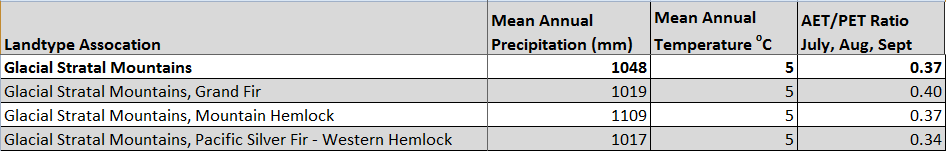 Landtype Assocation Mean Annual Precipitation (mm) Mean Annual Temperature °C AET/PET Ratio July, Aug, Sept
Glacial Stratal Mountains 1048 5 0.37
Glacial Stratal Mountains, Grand Fir 1019 5 0.40
Glacial Stratal Mountains, Mountain Hemlock 1109 5 0.37
Glacial Stratal Mountains, Pacific Silver Fir - Western Hemlock 1017 5 0.34